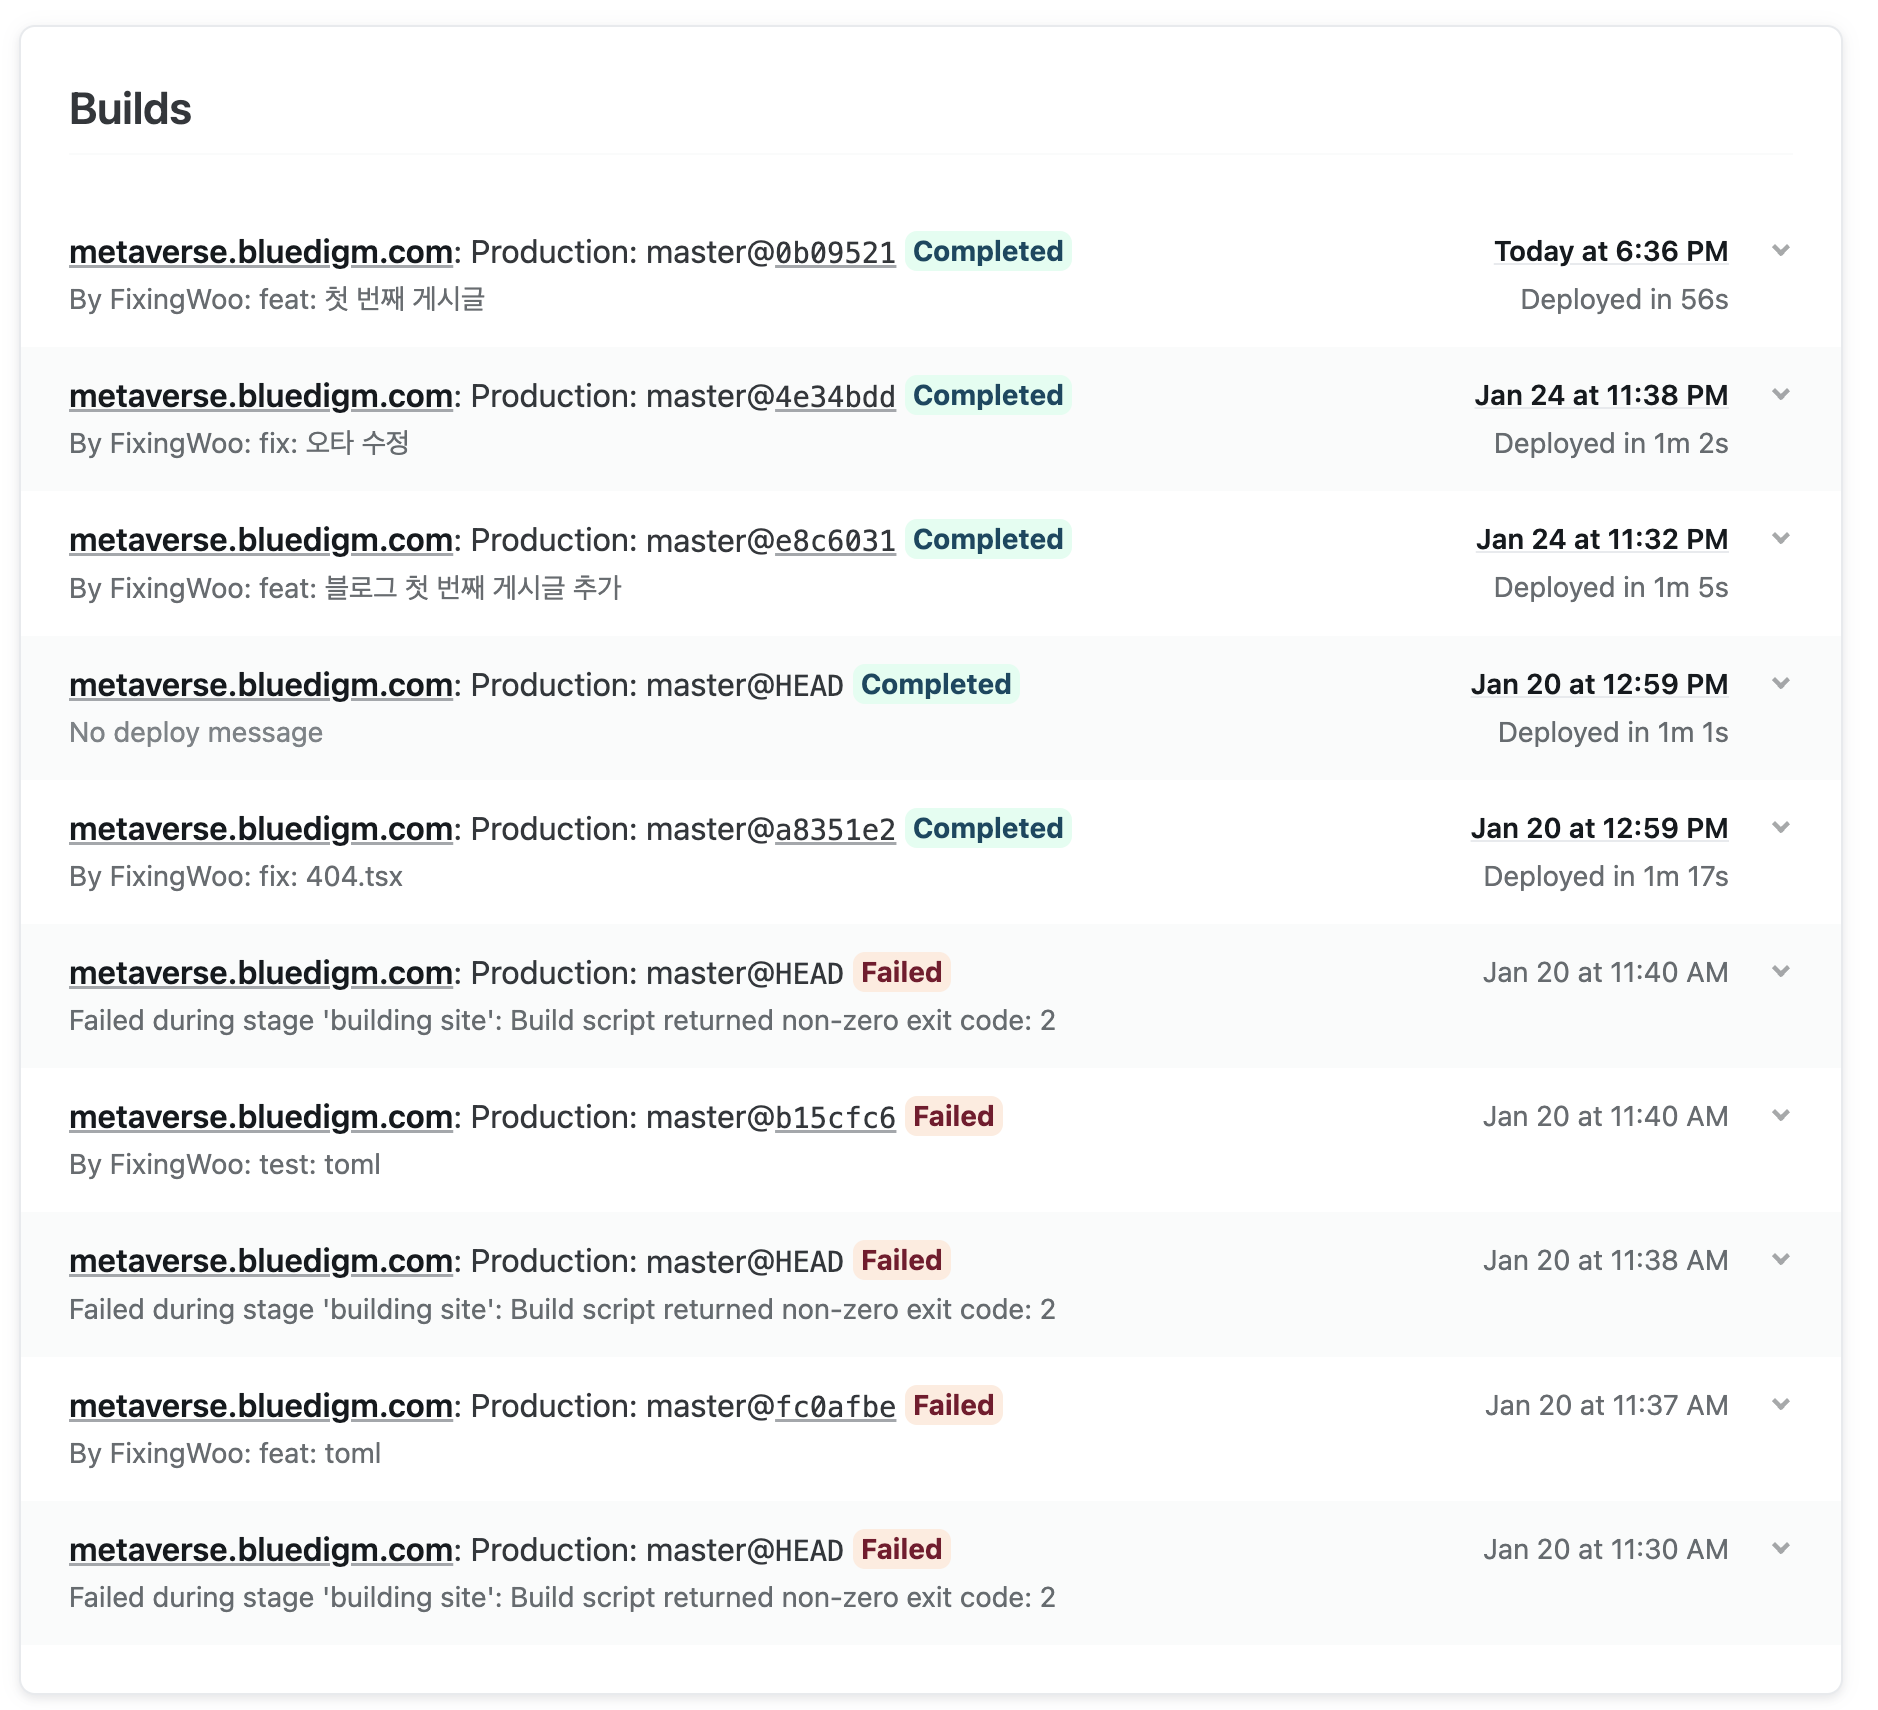 Builds
metaverse.bluedigm.com: Production: master@0b09521 Completed
Today at 6:36 PM
By FixingWoo: feat: 첫 번째 게시글
Deployed in 56s
metaverse.bluedigm.com: Production: master@4e34bdd Completed
Jan 24 at 11:38 PM
By FixingWoo: fix: 오타 수정
Deployed in 1m 2s
metaverse.bluedigm.com: Production: master@e8c6031 Completed
Jan 24 at 11:32 PM
By FixingWoo: feat: 블로그 첫 번째 게시글 추가
Deployed in 1m 5s
metaverse.bluedigm.com: Production: master@HEAD Completed
Jan 20 at 12:59 PM
No deploy message
Deployed in 1m 1s
metaverse.bluedigm.com: Production: master@a8351e2 Completed
Jan 20 at 12:59 PM
By FixingWoo: fix: 404.tsx
Deployed in 1m 17s
metaverse.bluedigm.com: Production: master@HEAD Failed
Jan 20 at 11:40 AM
Failed during stage 'building site': Build script returned non-zero exit code: 2
metaverse.bluedigm.com: Production: master@b15cfc6 Failed
Jan 20 at 11:40 AM
By FixingWoo: test: toml
metaverse.bluedigm.com: Production: master@HEAD Failed
Jan 20 at 11:38 AM
Failed during stage 'building site': Build script returned non-zero exit code: 2
metaverse.bluedigm.com: Production: master@fc0afbe Failed
Jan 20 at 11:37 AM
By FixingWoo: feat: toml
metaverse.bluedigm.com: Production: master@HEAD Failed
Jan 20 at 11:30 AM
Failed during stage 'building site': Build script returned non-zero exit code: 2